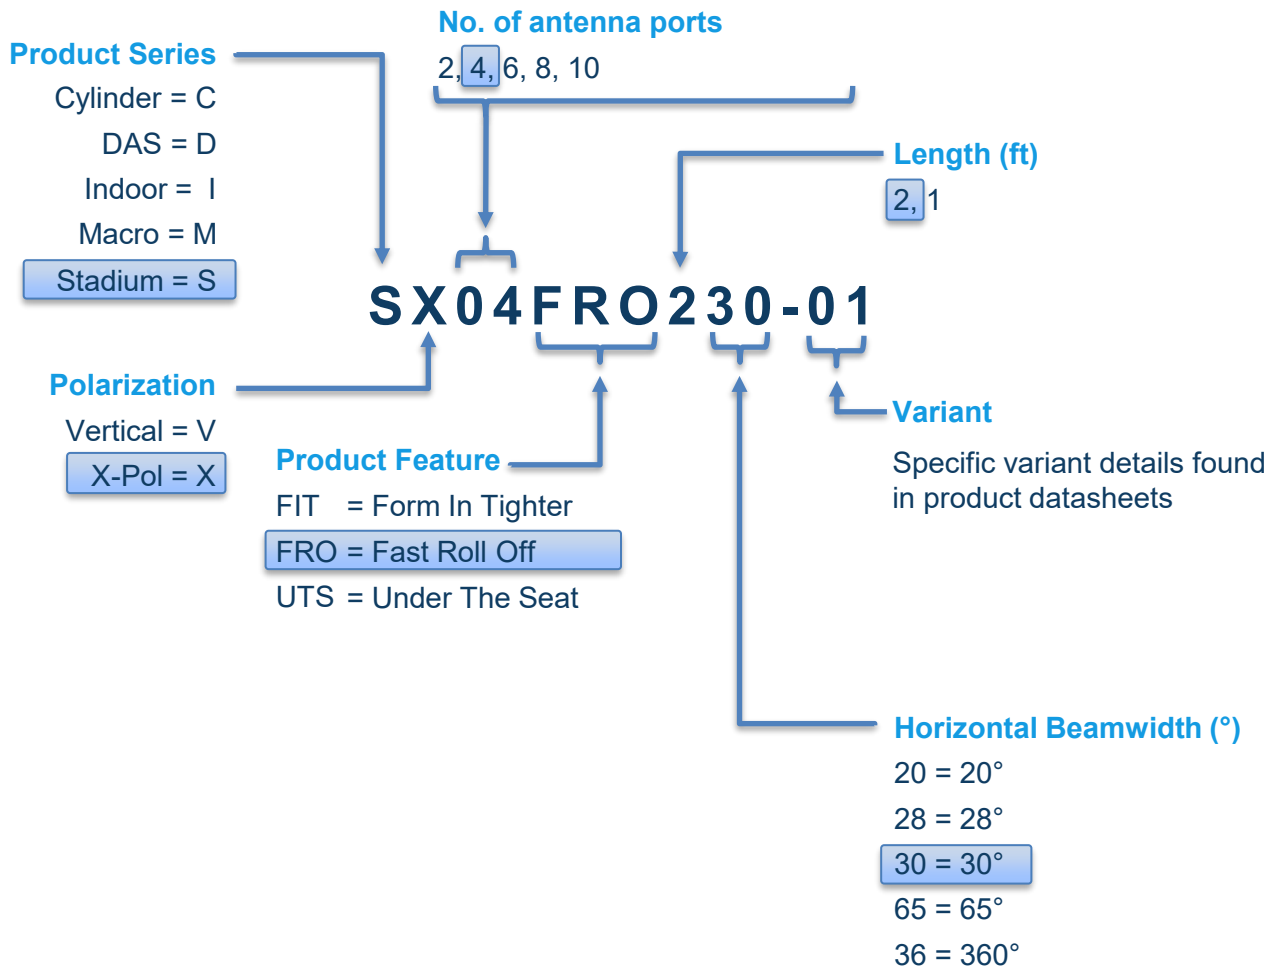 No. of antenna ports
2, 4, 6, 8, 10
Product Series
Cylinder = C
DAS = D
Indoor = I
Macro = M
Stadium = S
Length (ft)
2, 1
SX04FRO230-01
Polarization
Vertical = V
X-Pol = X
Product Feature
FIT = Form In Tighter
FRO = Fast Roll Off
UTS = Under The Seat
Variant
Specific variant details found
in product datasheets
Horizontal Beamwidth (°)
20 = 20°
28 = 28°
30 = 30°
65 = 65°
36 = 360°